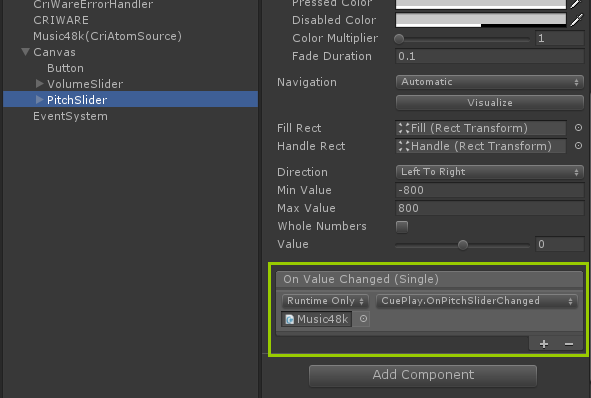 CriWareErrorHandler
CRIWARE
Music48k(CriAtomSource)
Canvas
Button
VolumeSlider
PitchSlider
EventSystem
Pressed Color
Disabled Color
Color Multiplier 1
Fade Duration 0.1
Navigation Automatic
Visualize
Fill Rect Fill (Rect Transform)
Handle Rect Handle (Rect Transform)
Direction Left To Right
Min Value -800
Max Value 800
Whole Numbers
Value 0
On Value Changed (Single)
Runtime Only CuePlay.OnPitchSliderChanged
Music48k
+ −
Add Component